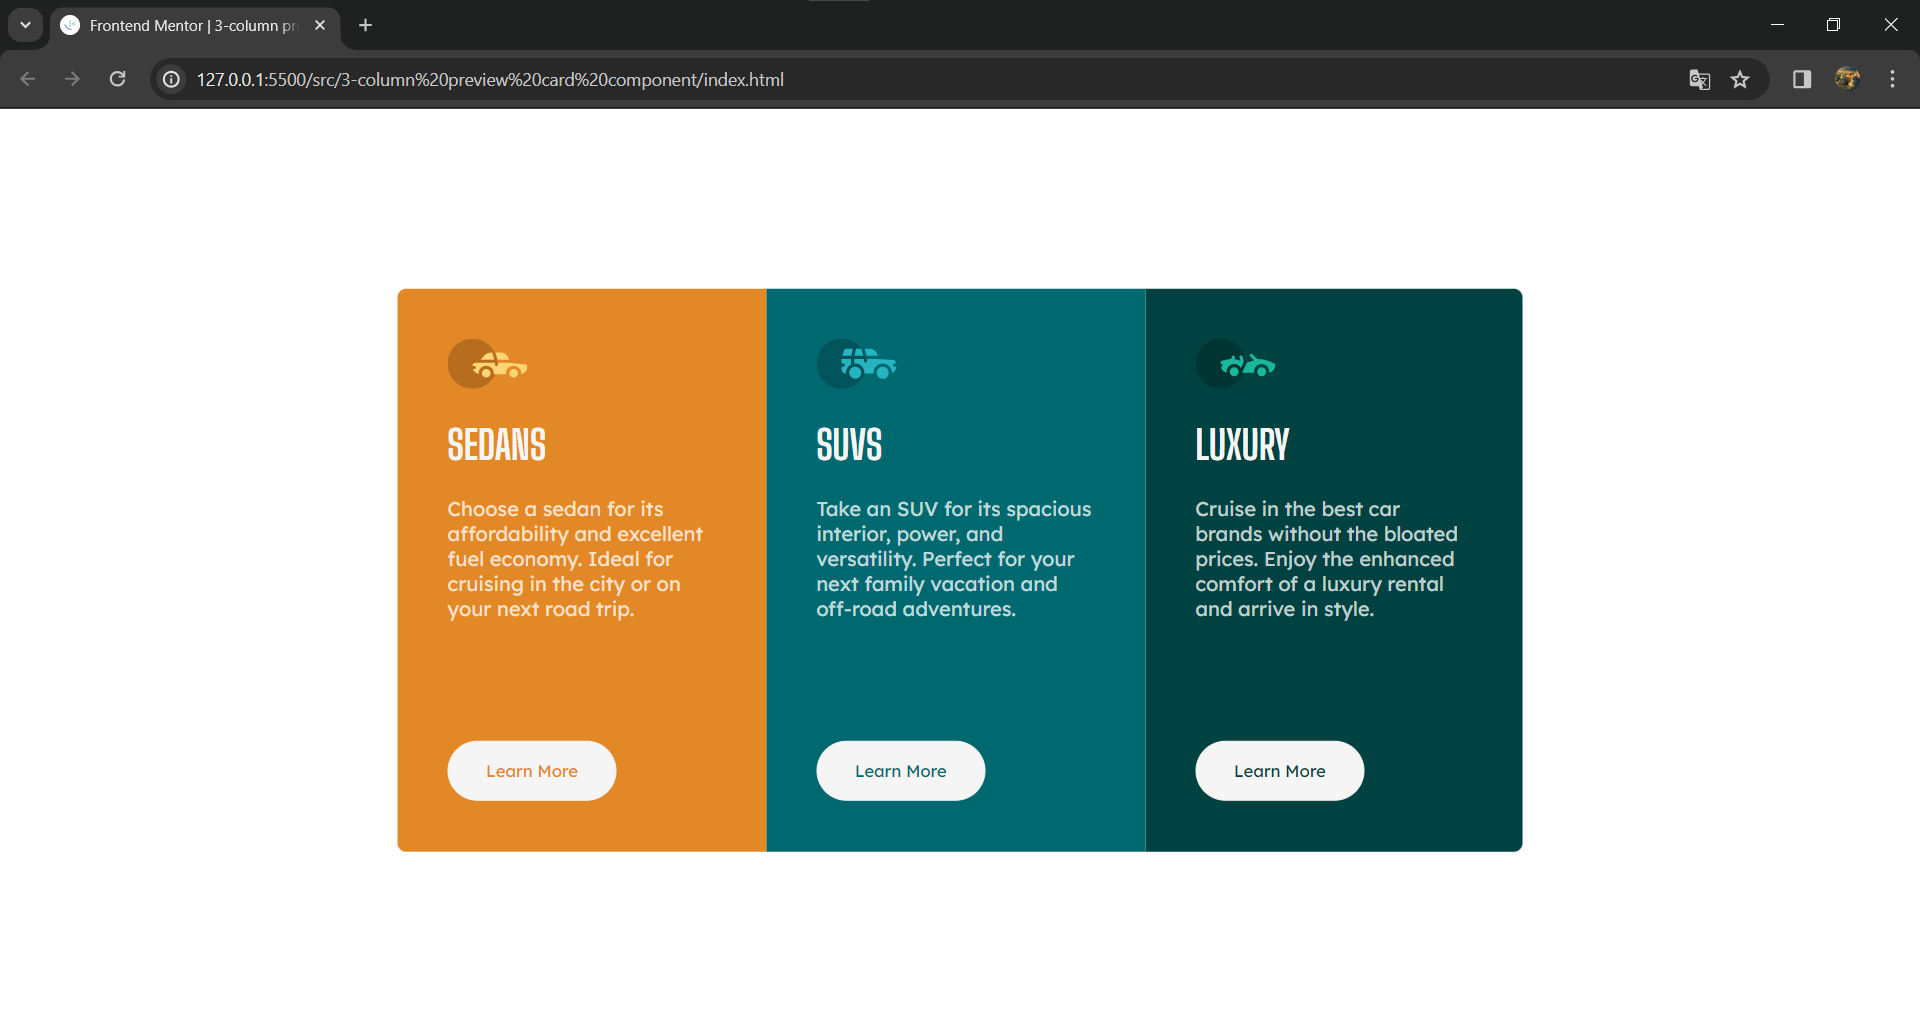 Frontend Mentor | 3-column pr
127.0.0.1:5500/src/3-column%20preview%20card%20component/index.html
SEDANS
Choose a sedan for its
affordability and excellent
fuel economy. Ideal for
cruising in the city or on
your next road trip.
Learn More
SUVS
Take an SUV for its spacious
interior, power, and
versatility. Perfect for your
next family vacation and
off-road adventures.
Learn More
LUXURY
Cruise in the best car
brands without the bloated
prices. Enjoy the enhanced
comfort of a luxury rental
and arrive in style.
Learn More